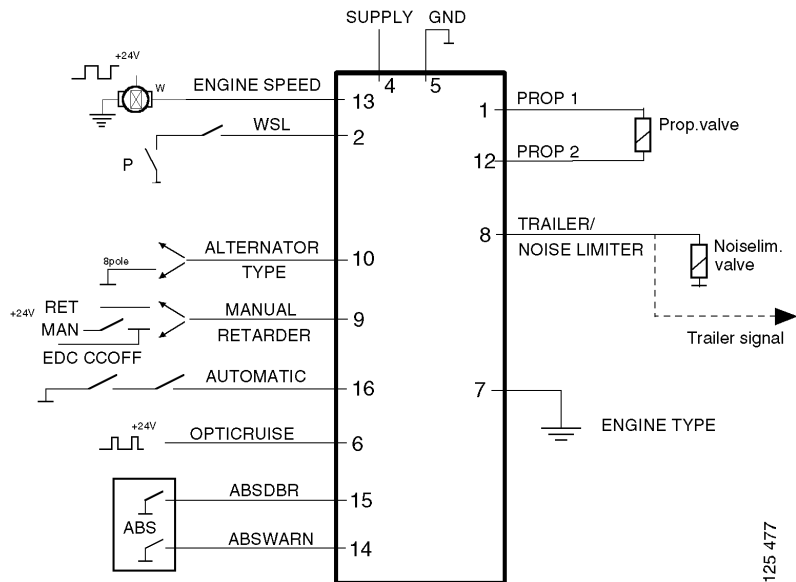 SUPPLY GND
4 5
+24V
W
ENGINE SPEED
13
WSL
2
P
ALTERNATOR
TYPE
10
8pole
+24V
RET
MAN
EDC CCOFF
MANUAL
RETARDER
9
AUTOMATIC
16
+24V
OPTICRUISE
6
ABS
ABSDBR
15
ABSWARN
14
1
PROP 1
Prop.valve
12
PROP 2
8
TRAILER/
NOISE LIMITER
Noiselim.
valve
Trailer signal
7
ENGINE TYPE
125 477